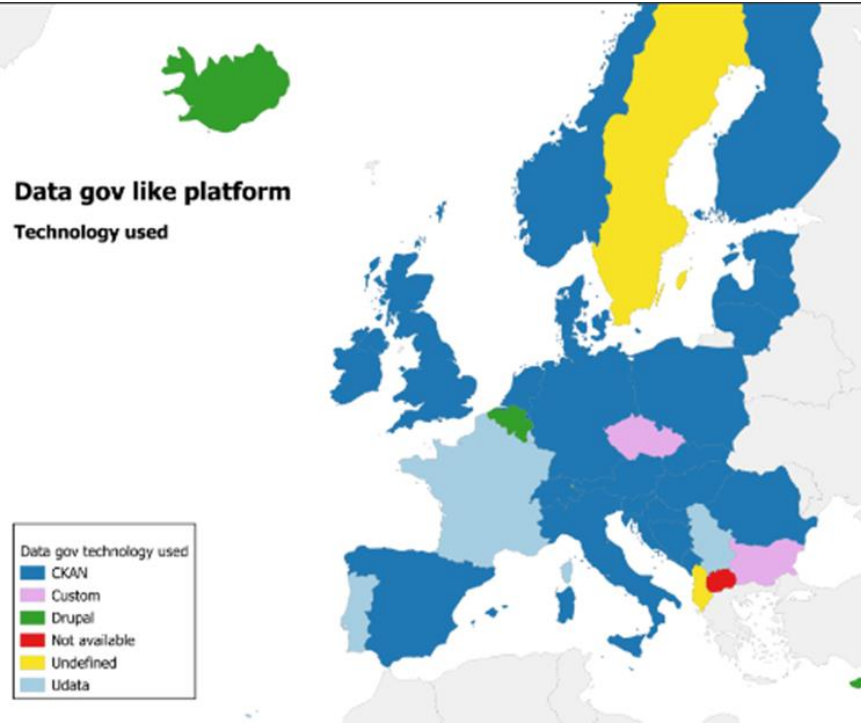 Data gov like platform
Technology used
Data gov technology used
CKAN
Custom
Drupal
Not available
Undefined
Udata